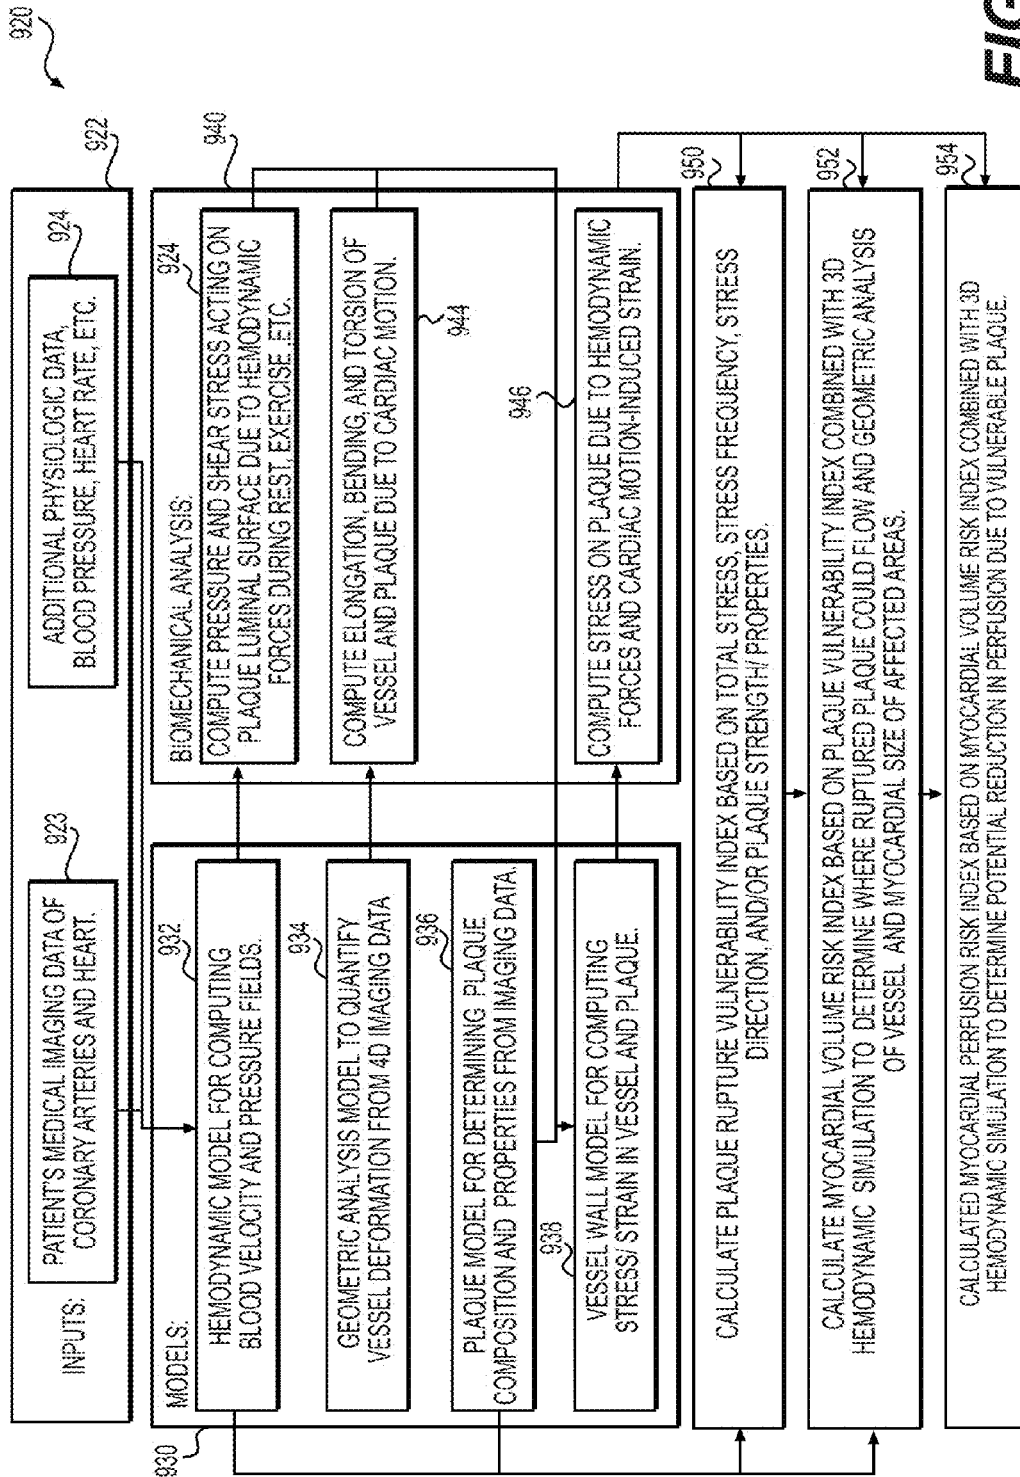 920
922
INPUTS:
923
PATIENT'S MEDICAL IMAGING DATA OF
CORONARY ARTERIES AND HEART.
924
ADDITIONAL PHYSIOLOGIC DATA,
BLOOD PRESSURE, HEART RATE, ETC.
930
MODELS:
932
HEMODYNAMIC MODEL FOR COMPUTING
BLOOD VELOCITY AND PRESSURE FIELDS.
934
GEOMETRIC ANALYSIS MODEL TO QUANTIFY
VESSEL DEFORMATION FROM 4D IMAGING DATA
936
PLAQUE MODEL FOR DETERMINING PLAQUE
COMPOSITION AND PROPERTIES FROM IMAGING DATA.
938
VESSEL WALL MODEL FOR COMPUTING
STRESS/ STRAIN IN VESSEL AND PLAQUE.
940
BIOMECHANICAL ANALYSIS:
924
COMPUTE PRESSURE AND SHEAR STRESS ACTING ON
PLAQUE LUMINAL SURFACE DUE TO HEMODYNAMIC
FORCES DURING REST, EXERCISE, ETC.
COMPUTE ELONGATION, BENDING, AND TORSION OF
VESSEL AND PLAQUE DUE TO CARDIAC MOTION.
944
946
COMPUTE STRESS ON PLAQUE DUE TO HEMODYNAMIC
FORCES AND CARDIAC MOTION-INDUCED STRAIN.
950
CALCULATE PLAQUE RUPTURE VULNERABILITY INDEX BASED ON TOTAL STRESS, STRESS FREQUENCY, STRESS
DIRECTION, AND/OR PLAQUE STRENGTH/ PROPERTIES.
952
CALCULATE MYOCARDIAL VOLUME RISK INDEX BASED ON PLAQUE VULNERABILITY INDEX COMBINED WITH 3D
HEMODYNAMIC SIMULATION TO DETERMINE WHERE RUPTURED PLAQUE COULD FLOW AND GEOMETRIC ANALYSIS
OF VESSEL AND MYOCARDIAL SIZE OF AFFECTED AREAS.
954
CALCULATED MYOCARDIAL PERFUSION RISK INDEX BASED ON MYOCARDIAL VOLUME RISK INDEX COMBINED WITH 3D
HEMODYNAMIC SIMULATION TO DETERMINE POTENTIAL REDUCTION IN PERFUSION DUE TO VULNERABLE PLAQUE.